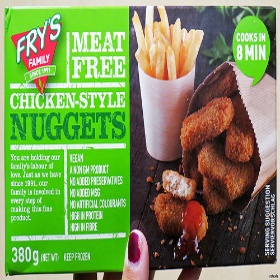 FRY'S
FAMILY
SINCE 1991
MEAT
FREE
CHICKEN-STYLE
NUGGETS
COOKS IN
8 MIN
You are holding our
family's labour of
love. Just as we have
since 1991, our
family is involved in
every step of
making this fine
product.
VEGAN
A NON GM PRODUCT
NO ADDED PRESERVATIVES
NO ADDED MSG
NO ARTIFICIAL COLOURANTS
HIGH IN PROTEIN
HIGH IN FIBRE
380g (NET WT) KEEP FROZEN
SERVING SUGGESTION
SERVIERVORSCHLAG